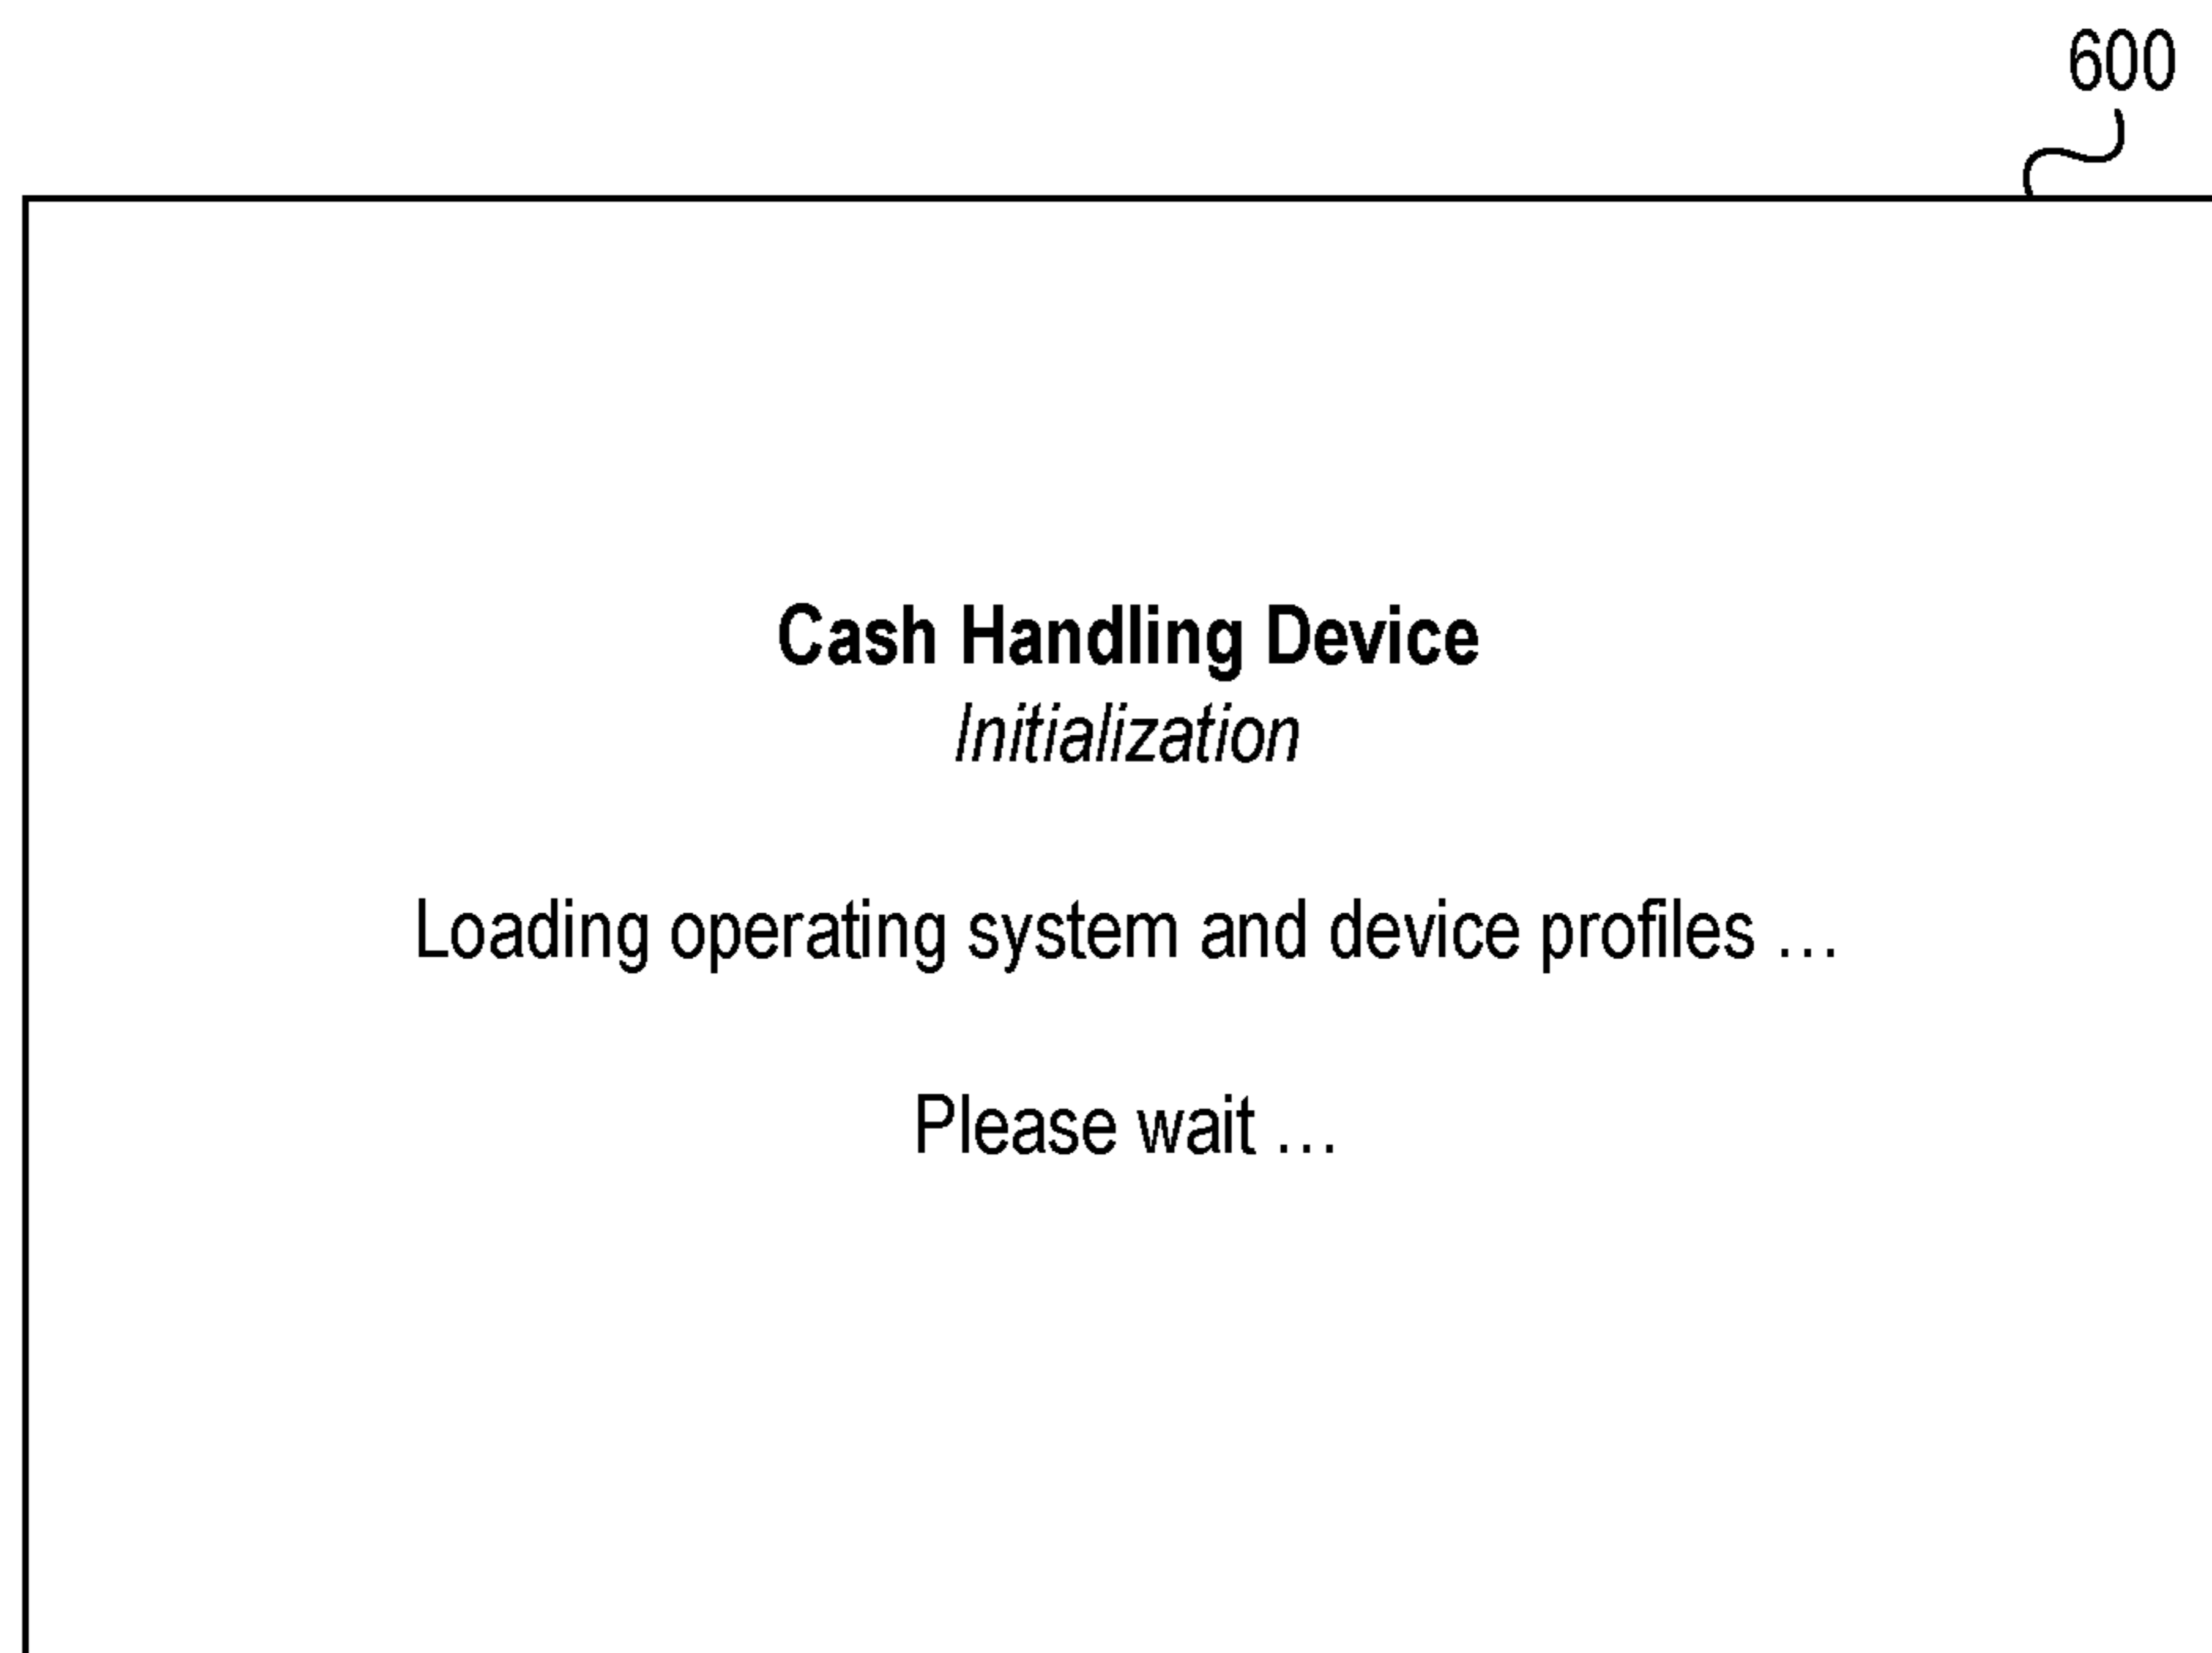 600
Cash Handling Device
Initialization
Loading operating system and device profiles ...
Please wait ...